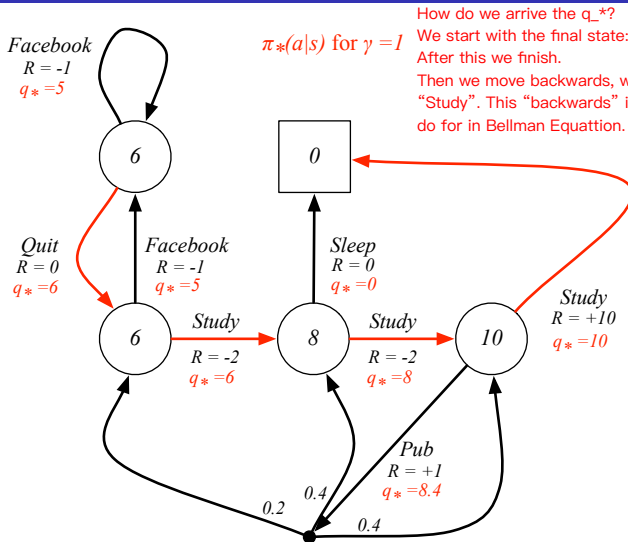 How do we arrive the q_*?
We start with the final state:
After this we finish.
Then we move backwards, w
"Study". This "backwards" i
do for in Bellman Equattion.
π*(a|s) for γ =1
Facebook
R = -1
q* =5
6
0
Quit
R = 0
q* =6
Facebook
R = -1
q* =5
Sleep
R = 0
q* =0
Study
R = +10
q* =10
6
Study
R = -2
q* =6
8
Study
R = -2
q* =8
10
Pub
R = +1
q* =8.4
0.2
0.4
0.4